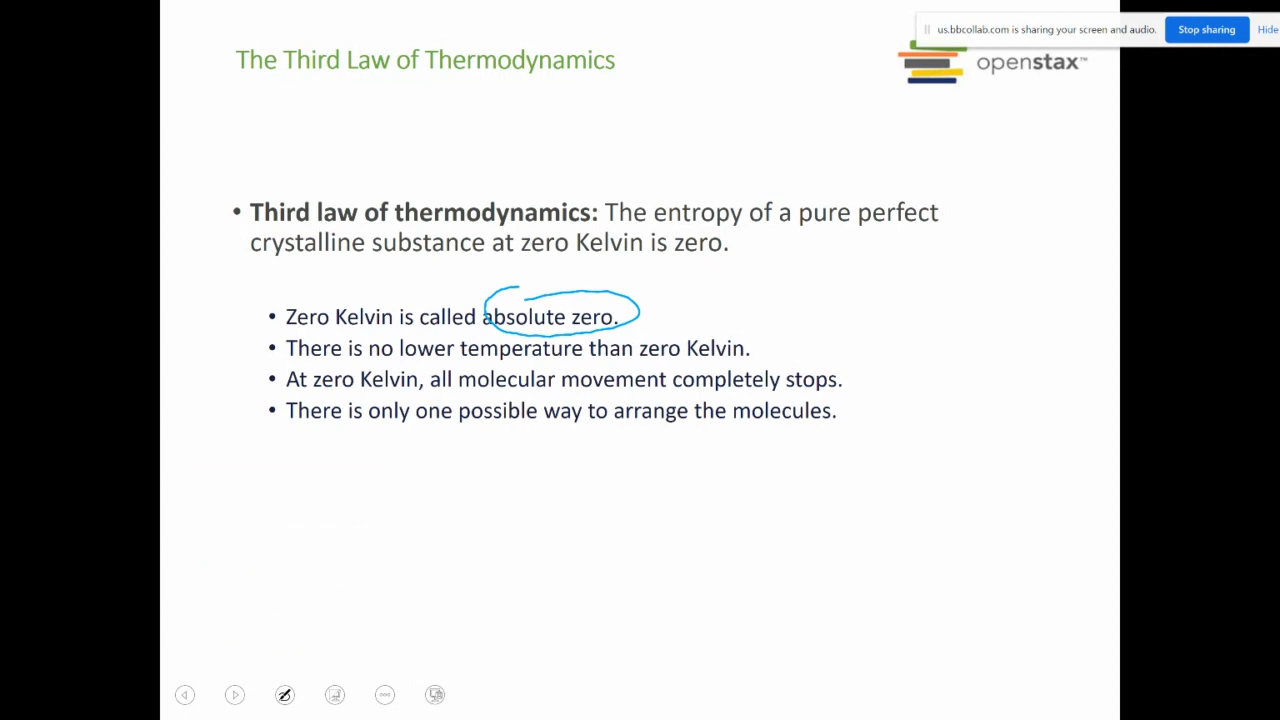 us.bbcollab.com is sharing your screen and audio. Stop sharing Hide
The Third Law of Thermodynamics
openstax™
• Third law of thermodynamics: The entropy of a pure perfect
crystalline substance at zero Kelvin is zero.
• Zero Kelvin is called absolute zero.
• There is no lower temperature than zero Kelvin.
• At zero Kelvin, all molecular movement completely stops.
• There is only one possible way to arrange the molecules.